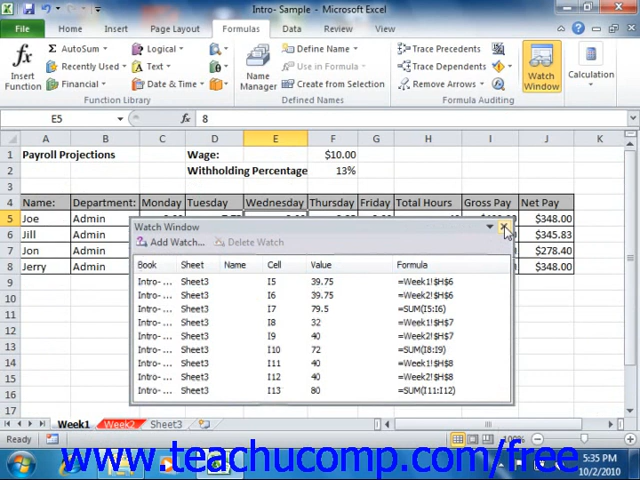 Intro- Sample - Microsoft Excel
File Home Insert Page Layout Formulas Data Review View
Insert Function
AutoSum
Recently Used
Financial
Logical
Text
Date & Time
Function Library
Name Manager
Define Name
Use in Formula
Create from Selection
Defined Names
Trace Precedents
Trace Dependents
Remove Arrows
Formula Auditing
Watch Window
Calculation
E5 fx 8
A B C D E F G H I J K
1 Payroll Projections Wage: $10.00
2 Withholding Percentage 13%
3
4 Name: Department: Monday Tuesday Wednesday Thursday Friday Total Hours Gross Pay Net Pay
5 Joe Admin $348.00
6 Jill Admin $345.83
7 Jon Admin $278.40
8 Jerry Admin $348.00
9
10
11
12
13
14
15
16
17
Watch Window
Add Watch... Delete Watch
Book Sheet Name Cell Value Formula
Intro- ... Sheet3 I5 39.75 =Week1!$H$6
Intro- ... Sheet3 I6 39.75 =Week2!$H$6
Intro- ... Sheet3 I7 79.5 =SUM(I5:I6)
Intro- ... Sheet3 I8 32 =Week1!$H$7
Intro- ... Sheet3 I9 40 =Week2!$H$7
Intro- ... Sheet3 I10 72 =SUM(I8:I9)
Intro- ... Sheet3 I11 40 =Week1!$H$8
Intro- ... Sheet3 I12 40 =Week2!$H$8
Intro- ... Sheet3 I13 80 =SUM(I11:I12)
Week1 Week2 Sheet3
Ready 100%
www.teachucomp.com/free
5:35 PM
10/2/2010